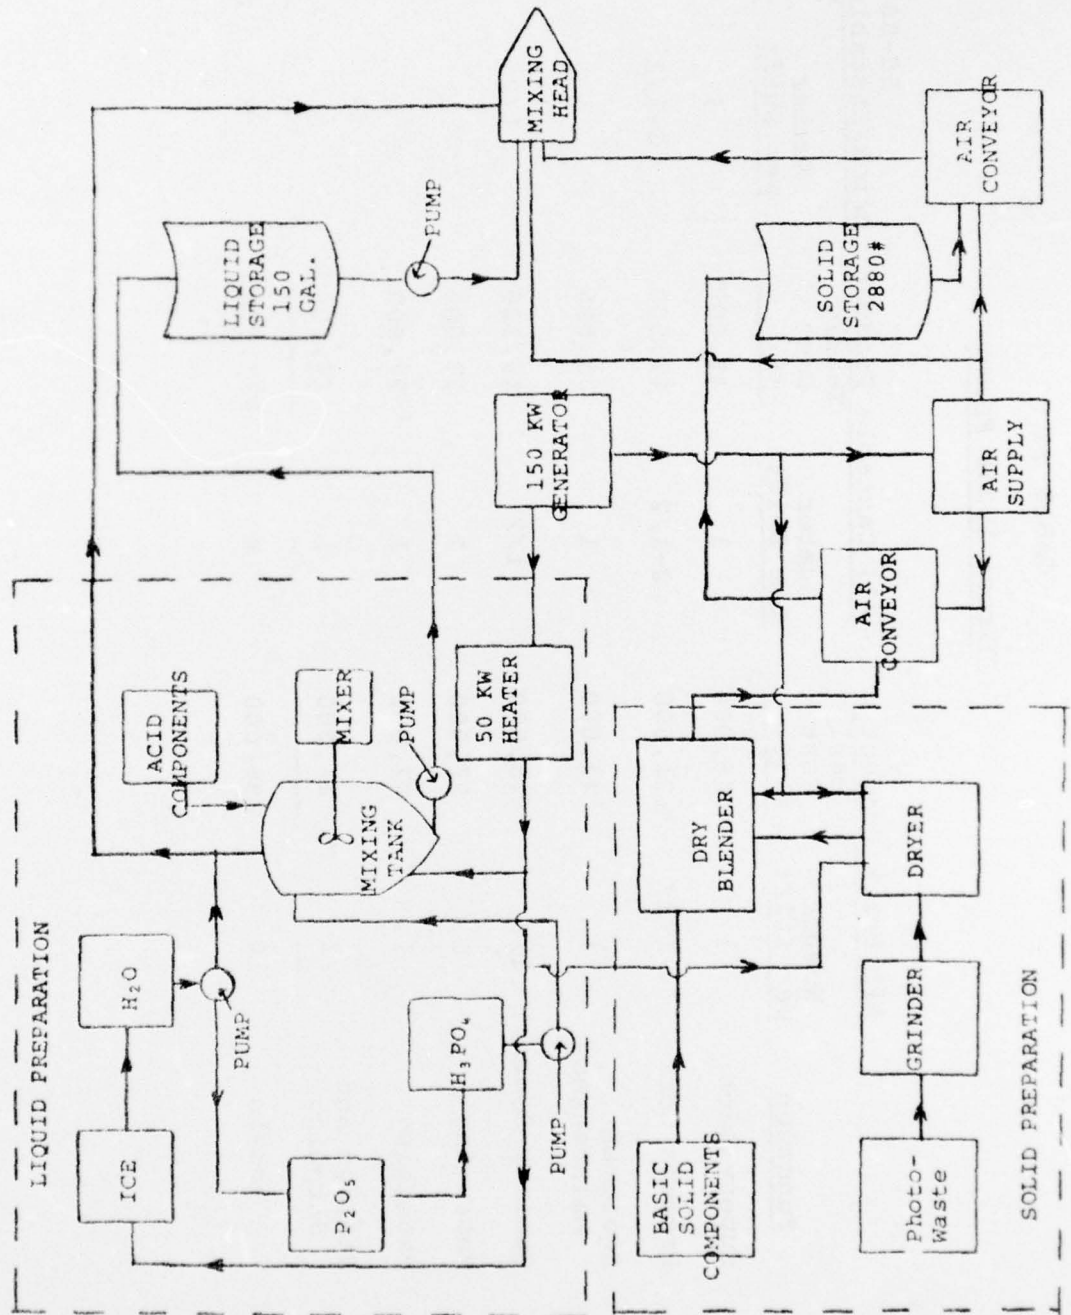 LIQUID PREPARATION
ICE
H₂O
PUMP
P₂O₅
H₃PO₄
PUMP
ACID
COMPONENTS
MIXER
MIXING
TANK
PUMP
50 KW
HEATER
LIQUID
STORAGE
150
GAL.
PUMP
MIXING
HEAD
150 KW
GENERATOR
BASIC
SOLID
COMPONENTS
DRY
BLENDER
Photo-
Waste
GRINDER
DRYER
SOLID PREPARATION
AIR
CONVEYOR
AIR
SUPPLY
SOLID
STORAGE
2880#
AIR
CONVEYOR